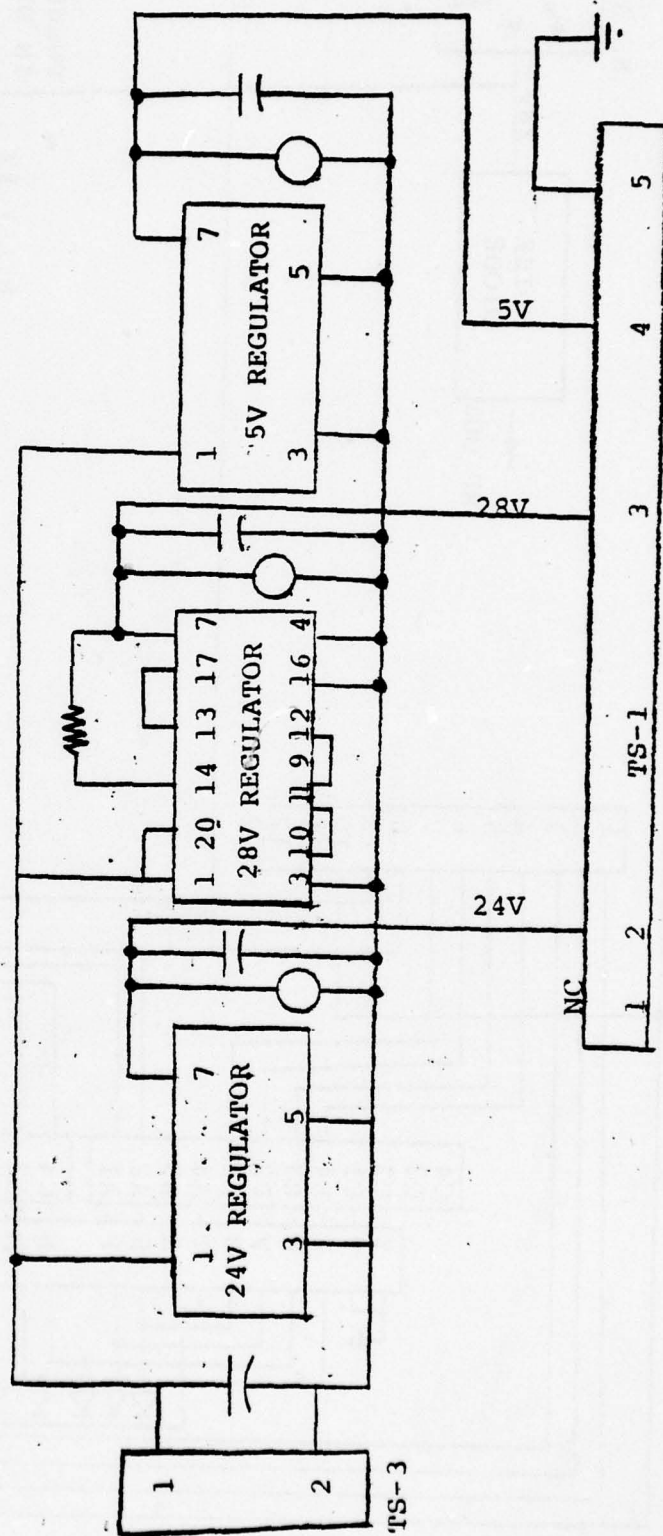 1
2
TS-3
1 7
24V REGULATOR
3 5
1 20 14 13 17 7
28V REGULATOR
3 10 11 9 12 16 4
1 7
5V REGULATOR
3 5
24V
28V
5V
NC
1 2 3 4 5
TS-1